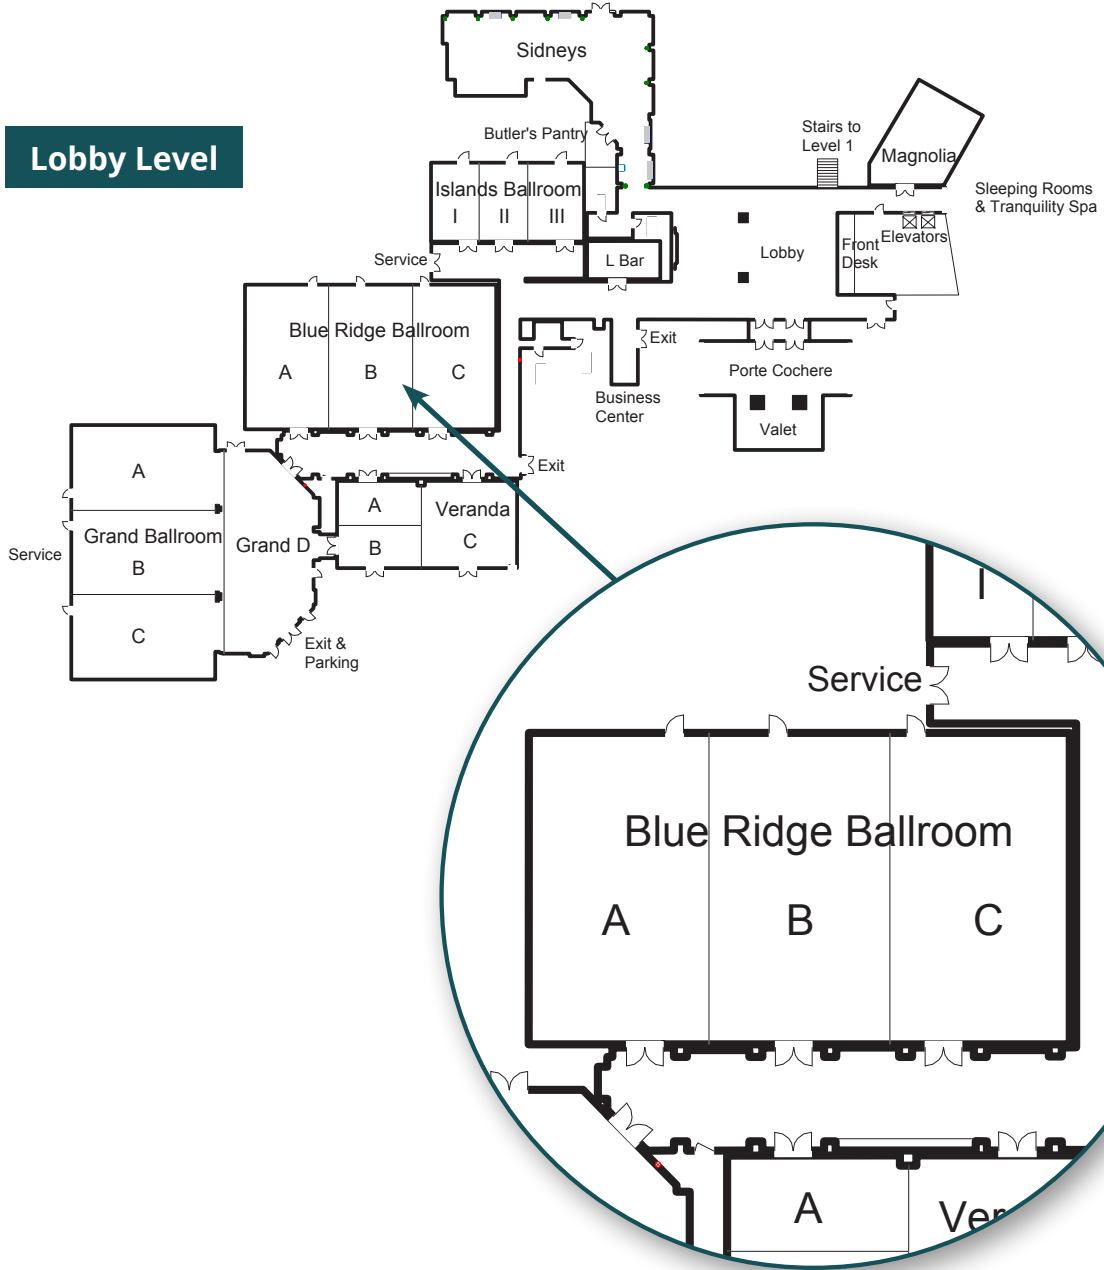 Lobby Level
Sidneys
Butler's Pantry
Stairs to
Level 1
Magnolia
Sleeping Rooms
& Tranquility Spa
Islands Ballroom
I
II
III
Service
L Bar
Lobby
Front
Desk
Elevators
Blue Ridge Ballroom
A
B
C
Exit
Business
Center
Porte Cochere
Valet
Exit
A
B
Veranda
C
A
Grand Ballroom
B
C
Grand D
Service
Exit &
Parking
Service
Blue Ridge Ballroom
A
B
C
A
Ver